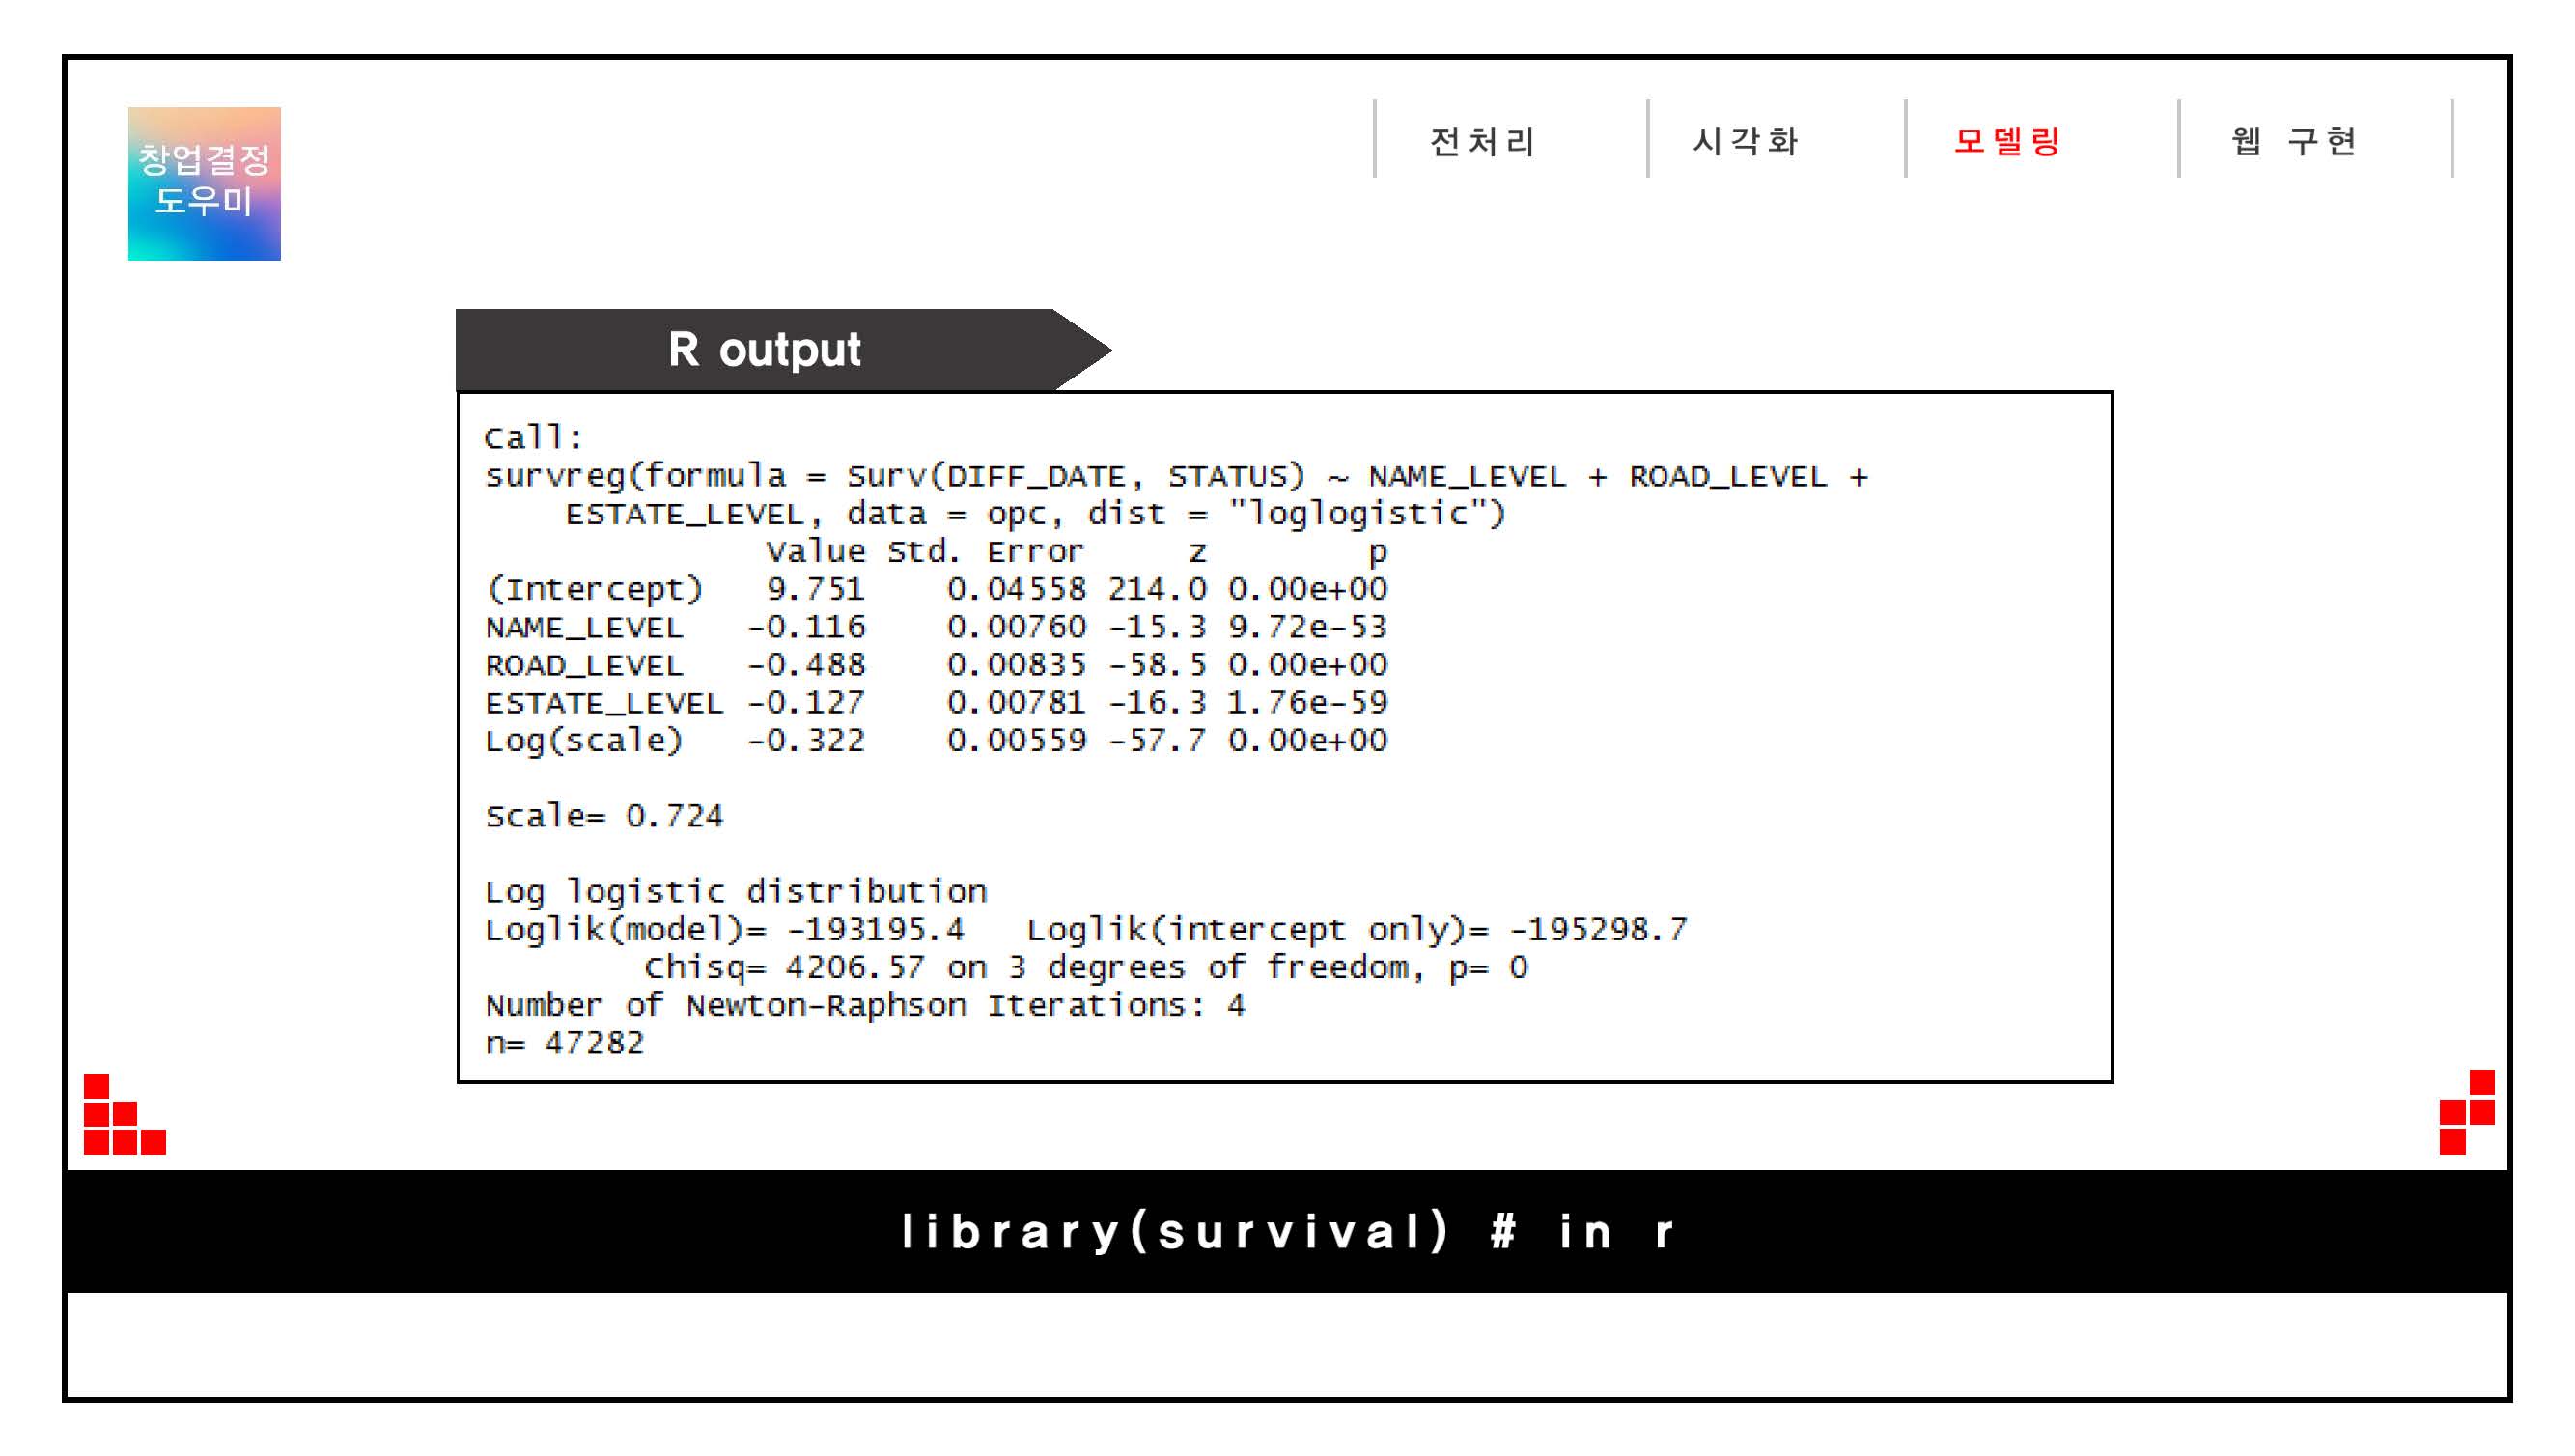 창업결정
도우미
전처리
시각화
모델링
웹 구현
R output
Call:
survreg(formula = Surv(DIFF_DATE, STATUS) ~ NAME_LEVEL + ROAD_LEVEL +
    ESTATE_LEVEL, data = opc, dist = "loglogistic")
              Value Std. Error     z        p
(Intercept)   9.751    0.04558 214.0 0.00e+00
NAME_LEVEL   -0.116    0.00760 -15.3 9.72e-53
ROAD_LEVEL   -0.488    0.00835 -58.5 0.00e+00
ESTATE_LEVEL -0.127    0.00781 -16.3 1.76e-59
Log(scale)   -0.322    0.00559 -57.7 0.00e+00
Scale= 0.724
Log logistic distribution
Loglik(model)= -193195.4   Loglik(intercept only)= -195298.7
        Chisq= 4206.57 on 3 degrees of freedom, p= 0
Number of Newton-Raphson Iterations: 4
n= 47282
library(survival) # in r